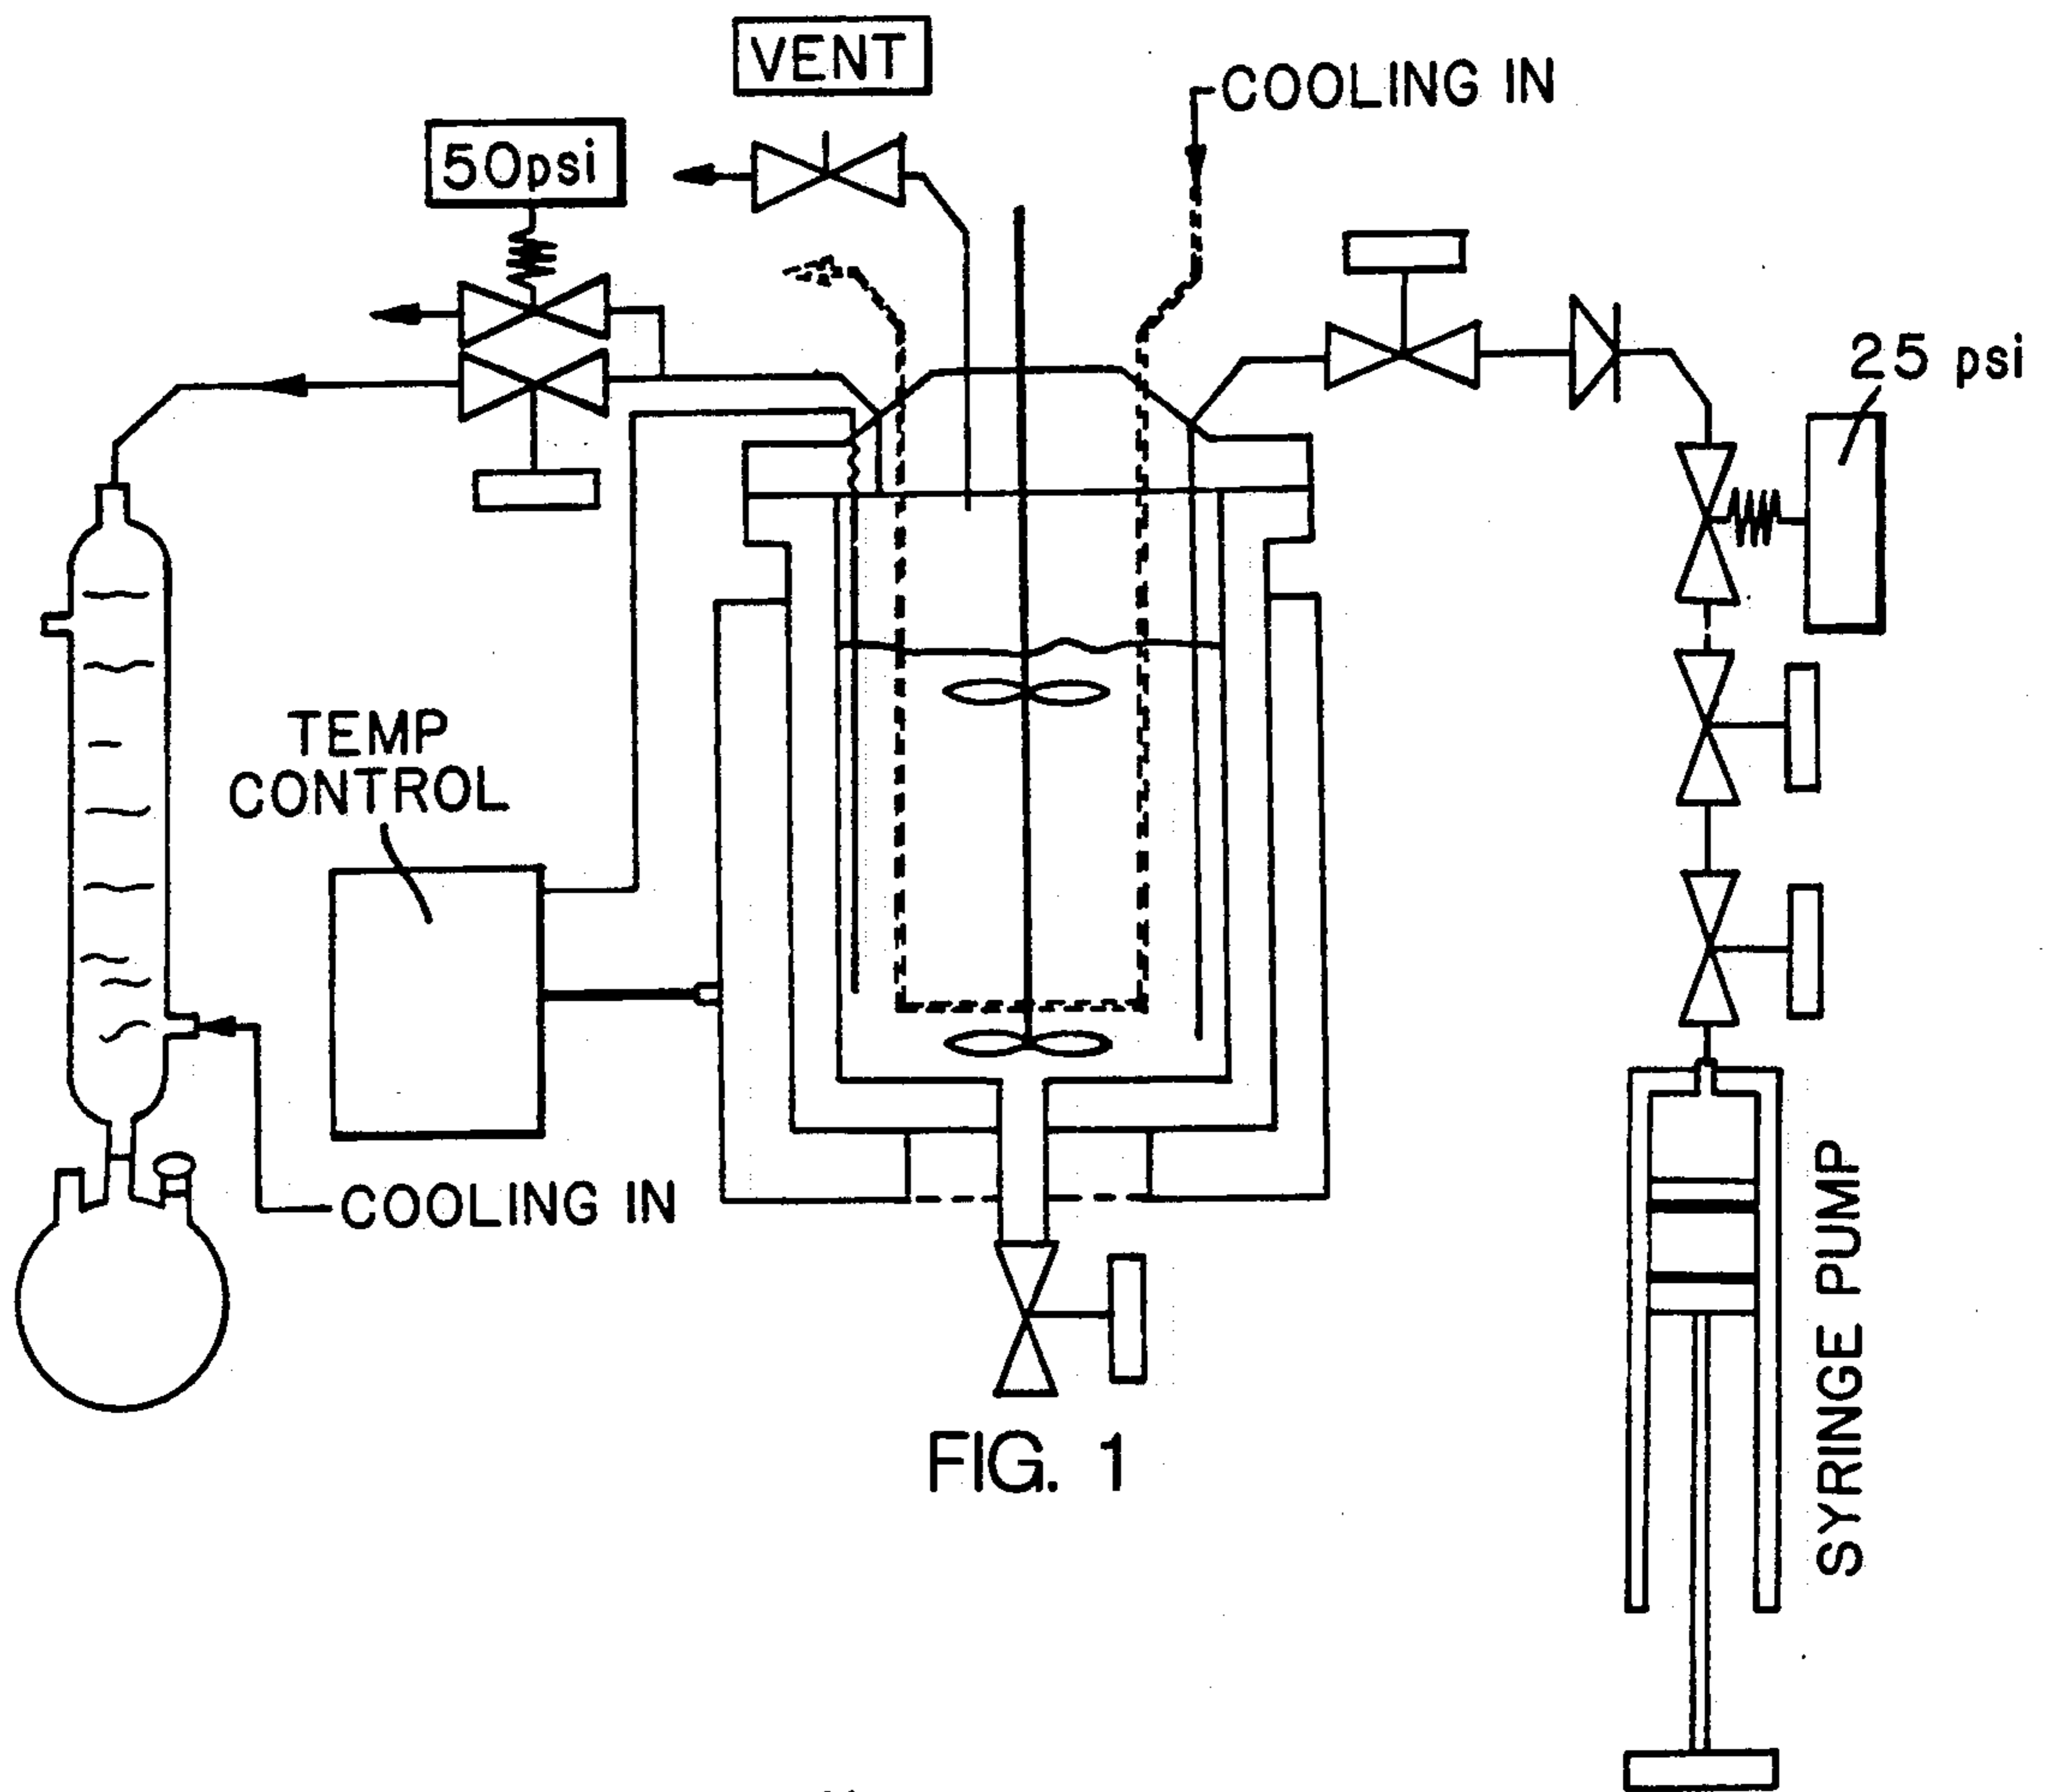 VENT
COOLING IN
50psi
25 psi
TEMP
CONTROL
COOLING IN
SYRINGE PUMP
FIG. 1